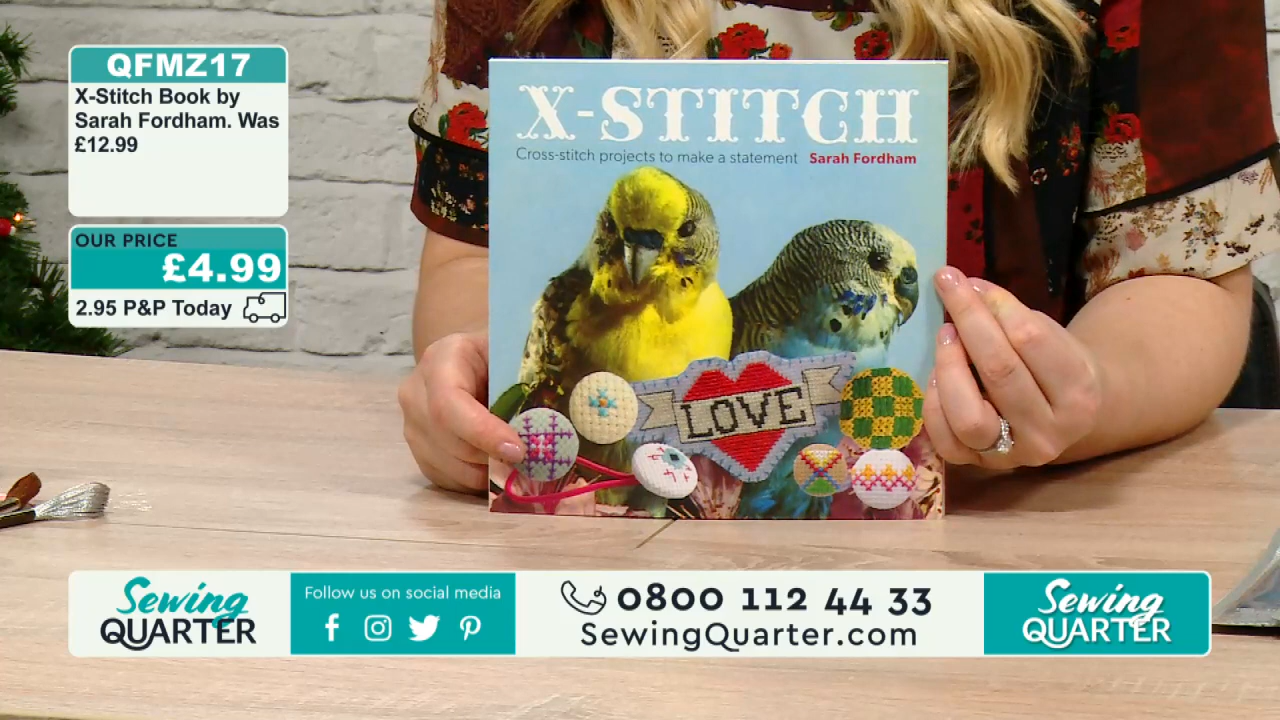 QFMZ17
X-Stitch Book by
Sarah Fordham. Was
£12.99
OUR PRICE
£4.99
2.95 P&P Today
X-STITCH
Cross-stitch projects to make a statement Sarah Fordham
LOVE
Sewing
QUARTER
Follow us on social media
0800 112 44 33
SewingQuarter.com
Sewing
QUARTER